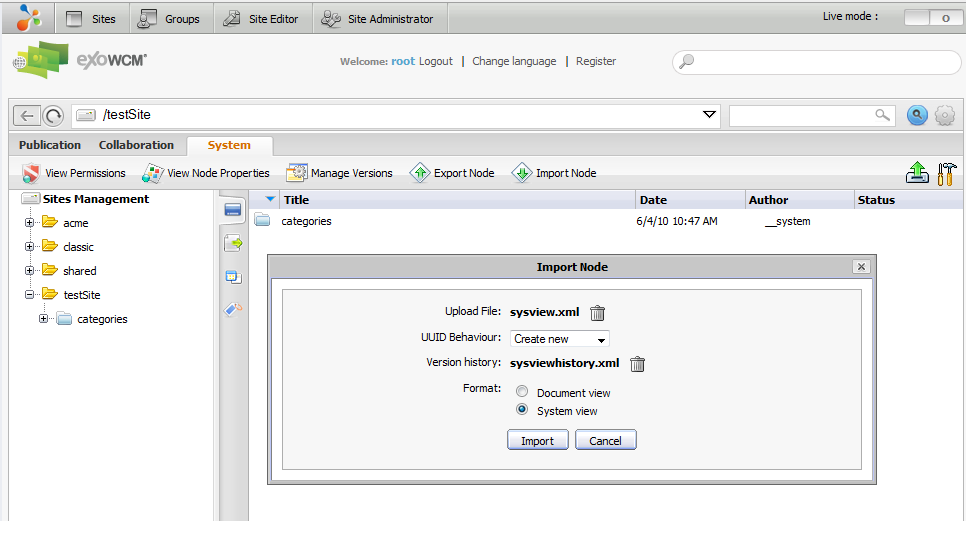 Sites Groups Site Editor Site Administrator Live mode :
exoWCM® Welcome: root Logout | Change language | Register
/testSite
Publication Collaboration System
View Permissions View Node Properties Manage Versions Export Node Import Node
Sites Management Title Date Author Status
acme categories 6/4/10 10:47 AM __system
classic
shared
testSite
categories
Import Node
Upload File: sysview.xml
UUID Behaviour: Create new
Version history: sysviewhistory.xml
Format: Document view
System view
Import Cancel